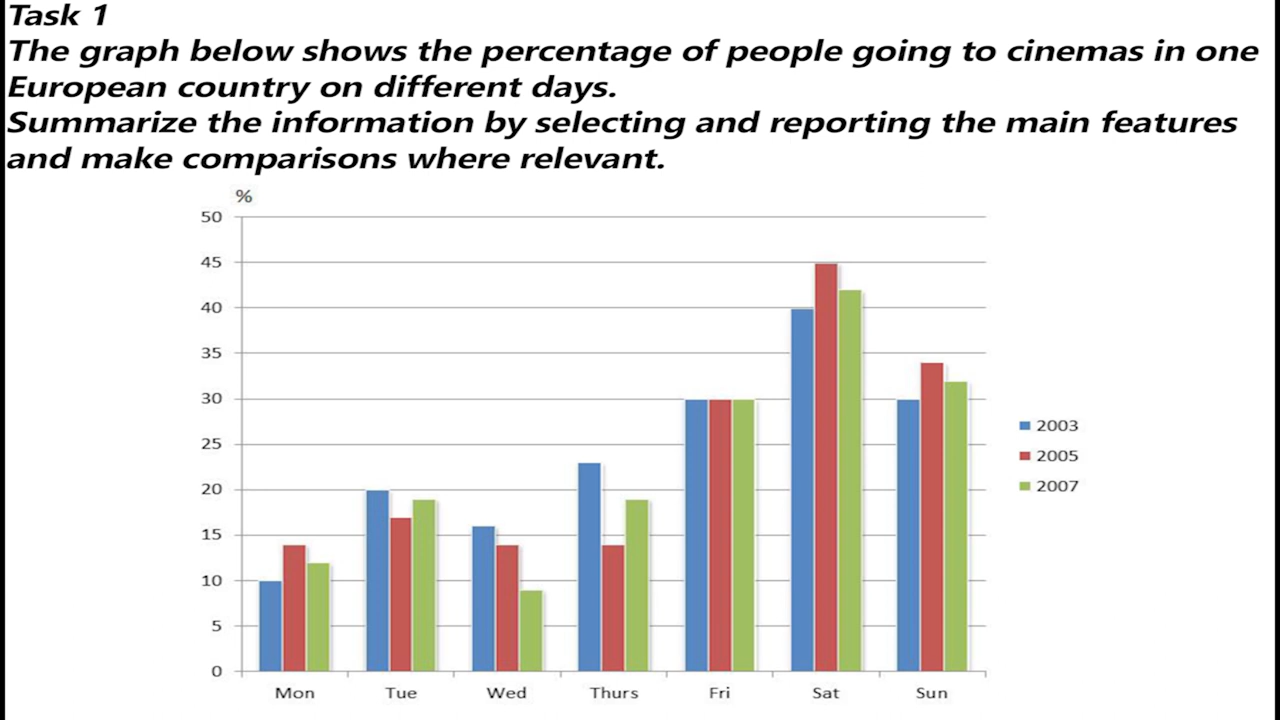 Task 1
The graph below shows the percentage of people going to cinemas in one
European country on different days.
Summarize the information by selecting and reporting the main features
and make comparisons where relevant.
%
50
45
40
35
30
25
20
15
10
5
0
Mon Tue Wed Thurs Fri Sat Sun
2003
2005
2007